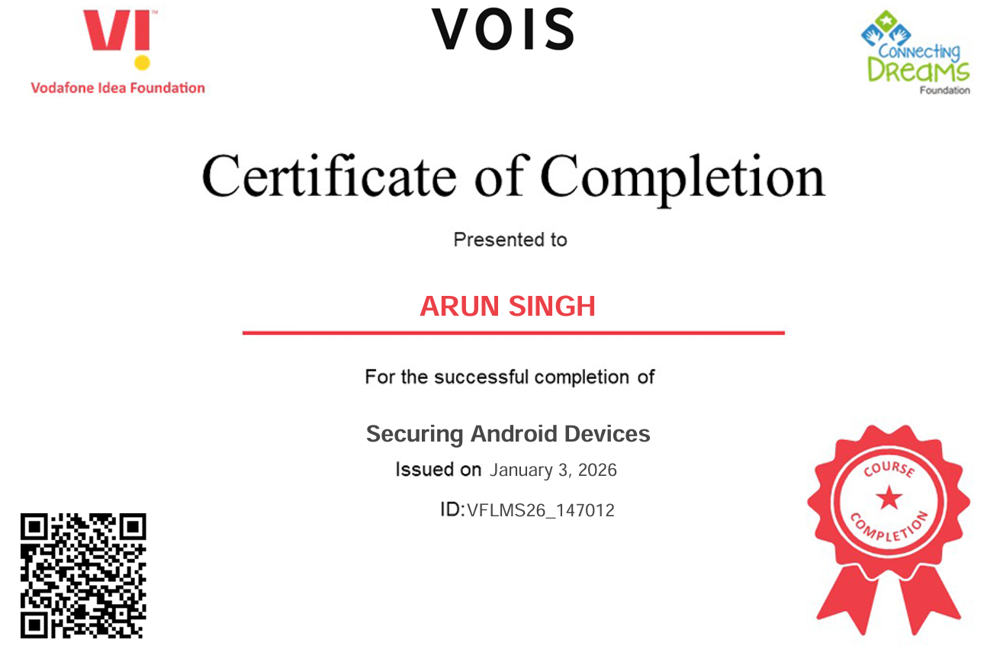 VI™
Vodafone Idea Foundation
VOIS
Connecting
Dreams
Foundation
Certificate of Completion
Presented to
ARUN SINGH
For the successful completion of
Securing Android Devices
Issued on January 3, 2026
ID:VFLMS26_147012
COURSE
COMPLETION